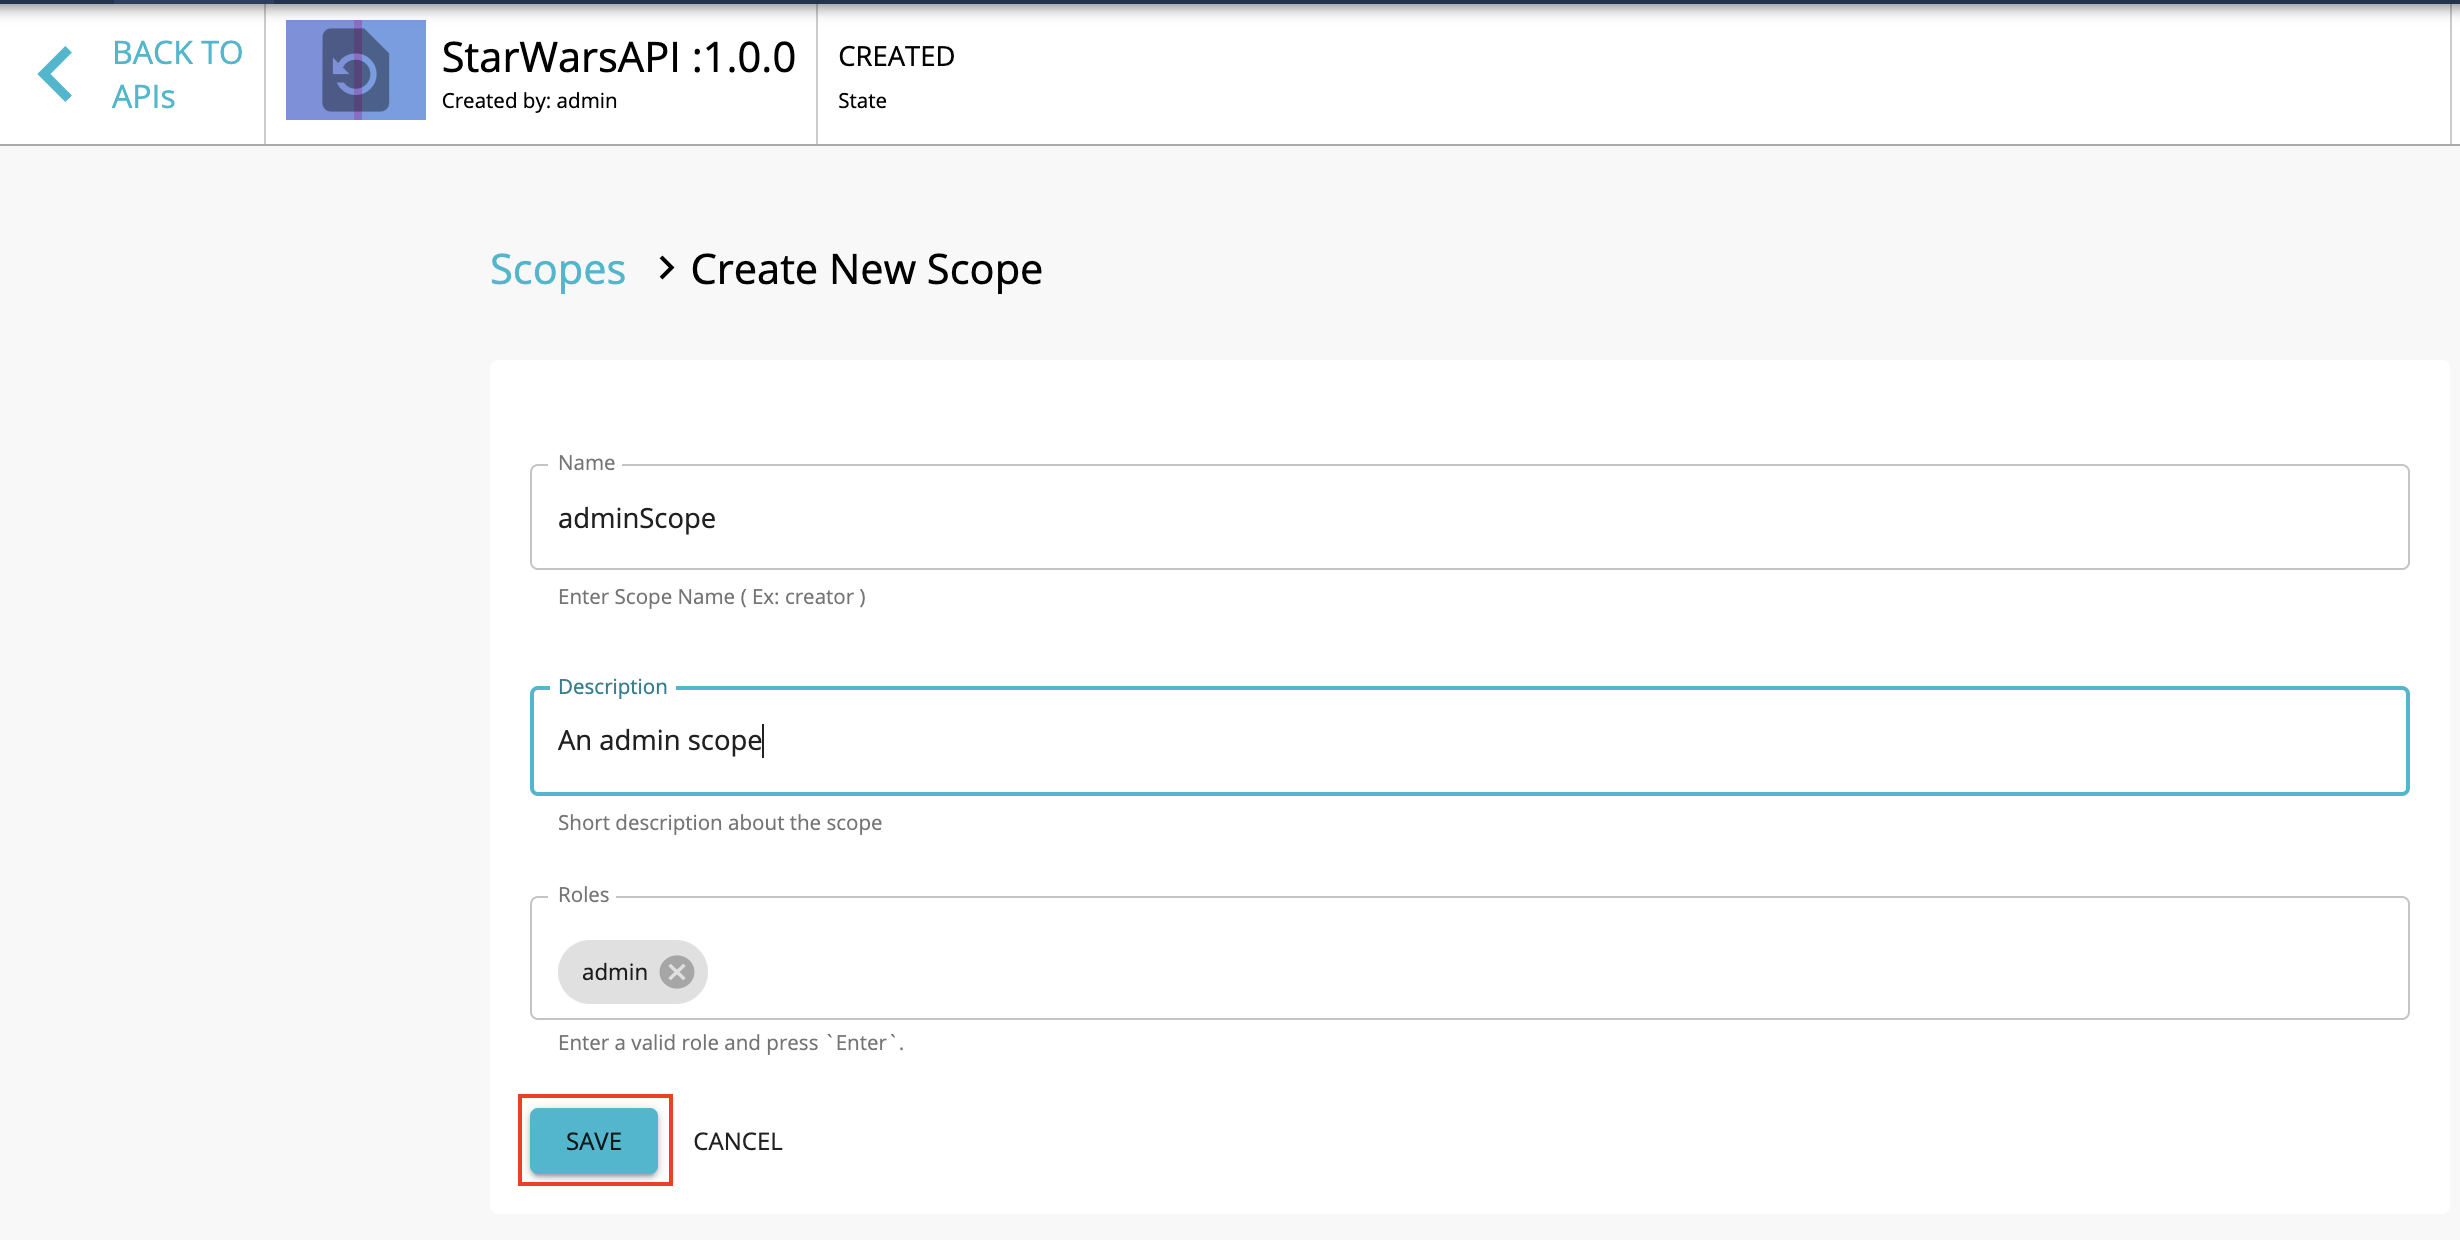 BACK TO
APIs
StarWarsAPI :1.0.0
Created by: admin
CREATED
State
Scopes > Create New Scope
Name
adminScope
Enter Scope Name ( Ex: creator )
Description
An admin scope
Short description about the scope
Roles
admin
Enter a valid role and press `Enter`.
SAVE CANCEL